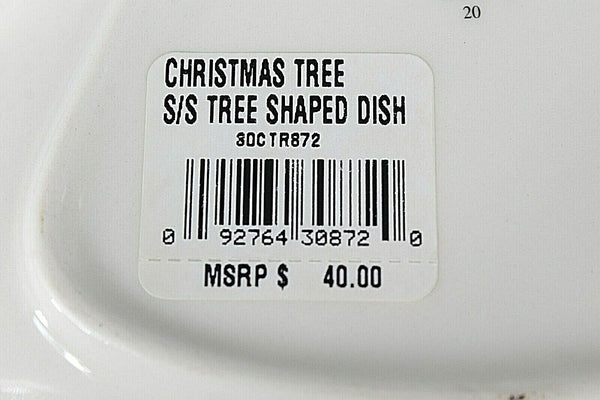 20
CHRISTMAS TREE
S/S TREE SHAPED DISH
30CTR872
0 92764 30872 0
MSRP $ 40.00